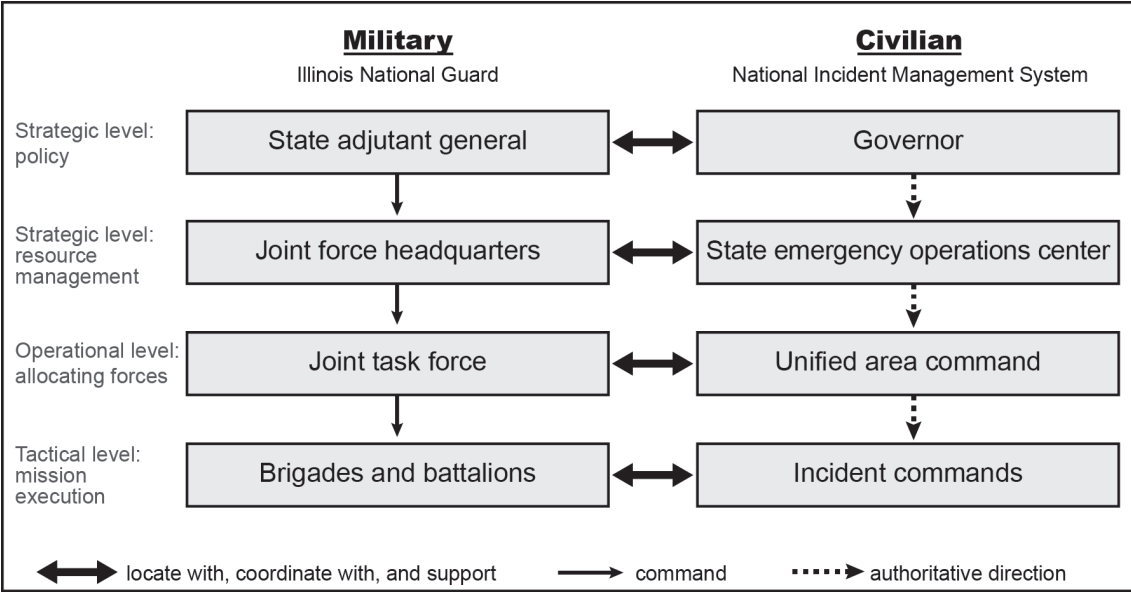 Military
Civilian
Illinois National Guard
National Incident Management System
Strategic level:
policy
State adjutant general
Governor
Strategic level:
resource
management
Joint force headquarters
State emergency operations center
Operational level:
allocating forces
Joint task force
Unified area command
Tactical level:
mission
execution
Brigades and battalions
Incident commands
locate with, coordinate with, and support
command
authoritative direction